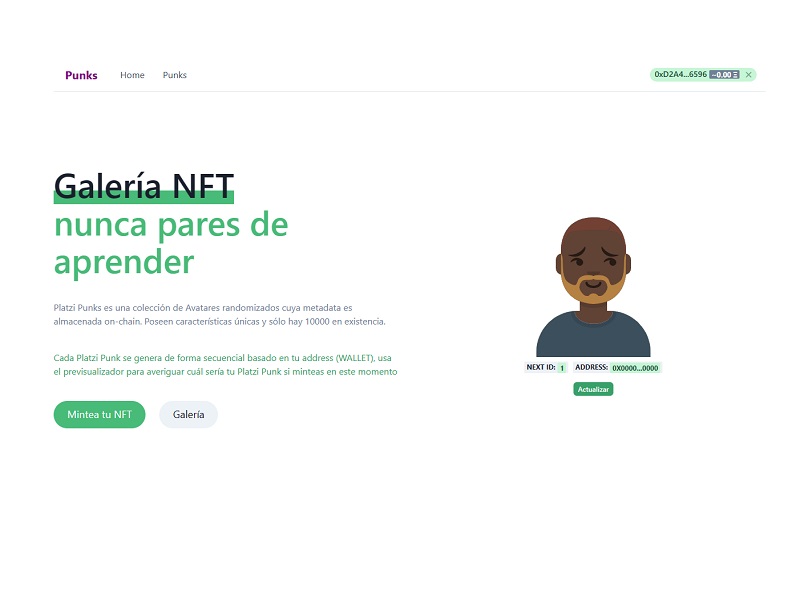 Punks Home Punks 0xD2A4...6596 ~0.00 Ξ ×
Galería NFT
nunca pares de
aprender
Platzi Punks es una colección de Avatares randomizados cuya metadata es
almacenada on-chain. Poseen características únicas y sólo hay 10000 en existencia.
Cada Platzi Punk se genera de forma secuencial basado en tu address (WALLET), usa
el previsualizador para averiguar cuál sería tu Platzi Punk si minteas en este momento
Mintea tu NFT Galería
NEXT ID: 1 ADDRESS: 0X0000...0000
Actualizar